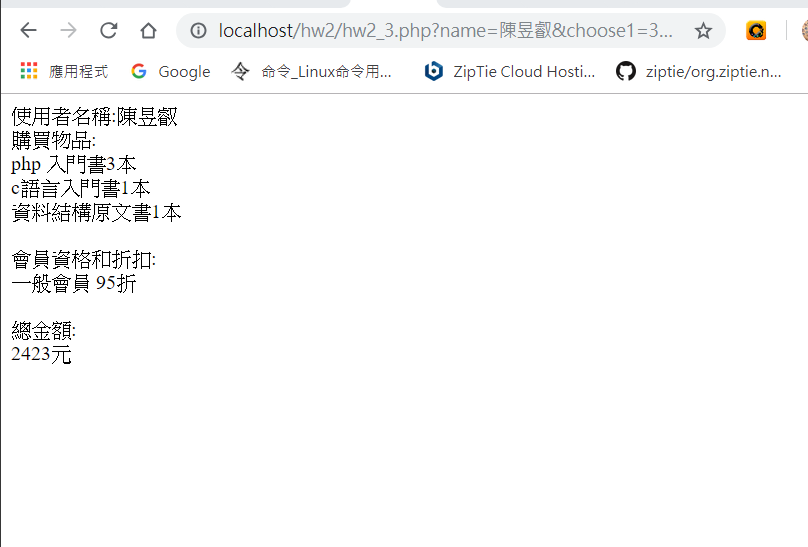 localhost/hw2/hw2_3.php?name=陳昱叡&choose1=3...
應用程式 Google 命令_Linux命令用... ZipTie Cloud Hosti... ziptie/org.ziptie.n...
使用者名稱:陳昱叡
購買物品:
php 入門書3本
c語言入門書1本
資料結構原文書1本
會員資格和折扣:
一般會員 95折
總金額:
2423元